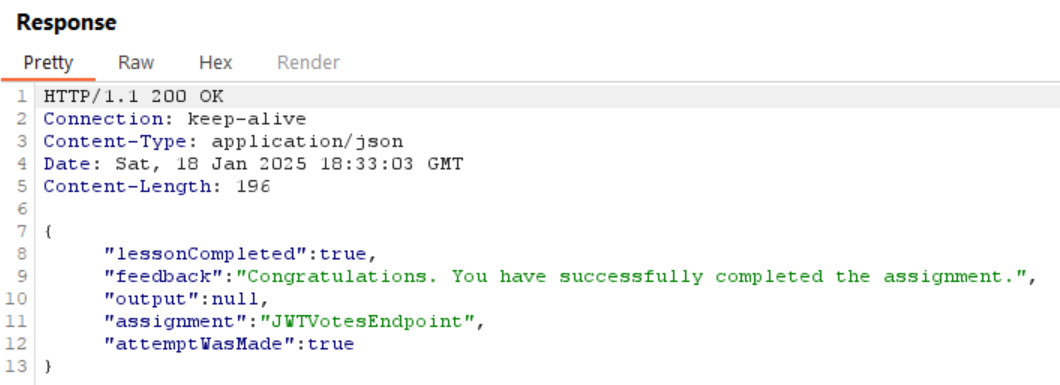 Response
Pretty Raw Hex Render
1 HTTP/1.1 200 OK
2 Connection: keep-alive
3 Content-Type: application/json
4 Date: Sat, 18 Jan 2025 18:33:03 GMT
5 Content-Length: 196
6
7 {
8 "lessonCompleted":true,
9 "feedback":"Congratulations. You have successfully completed the assignment.",
10 "output":null,
11 "assignment":"JWTVotesEndpoint",
12 "attemptWasMade":true
13 }